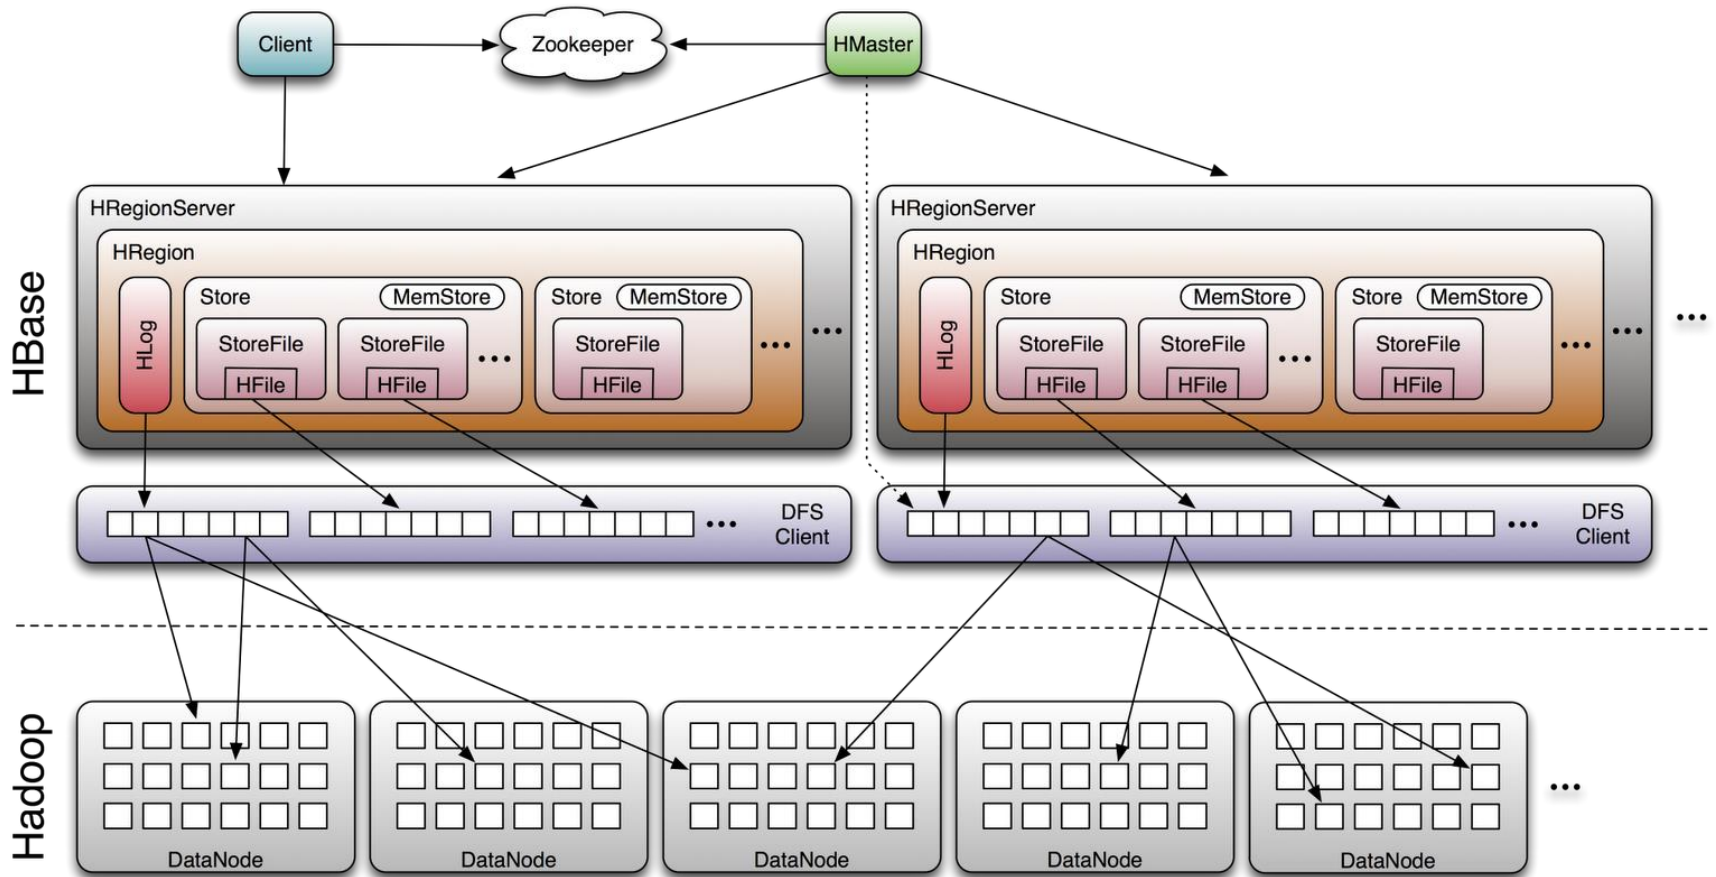 Client
Zookeeper
HMaster
HBase
HRegionServer
HRegion
HLog
Store
MemStore
StoreFile
HFile
StoreFile
HFile
...
Store
MemStore
StoreFile
HFile
...
...
HRegionServer
HRegion
HLog
Store
MemStore
StoreFile
HFile
StoreFile
HFile
...
Store
MemStore
StoreFile
HFile
...
...
...
...
DFS
Client
...
DFS
Client
Hadoop
DataNode
DataNode
DataNode
DataNode
DataNode
...